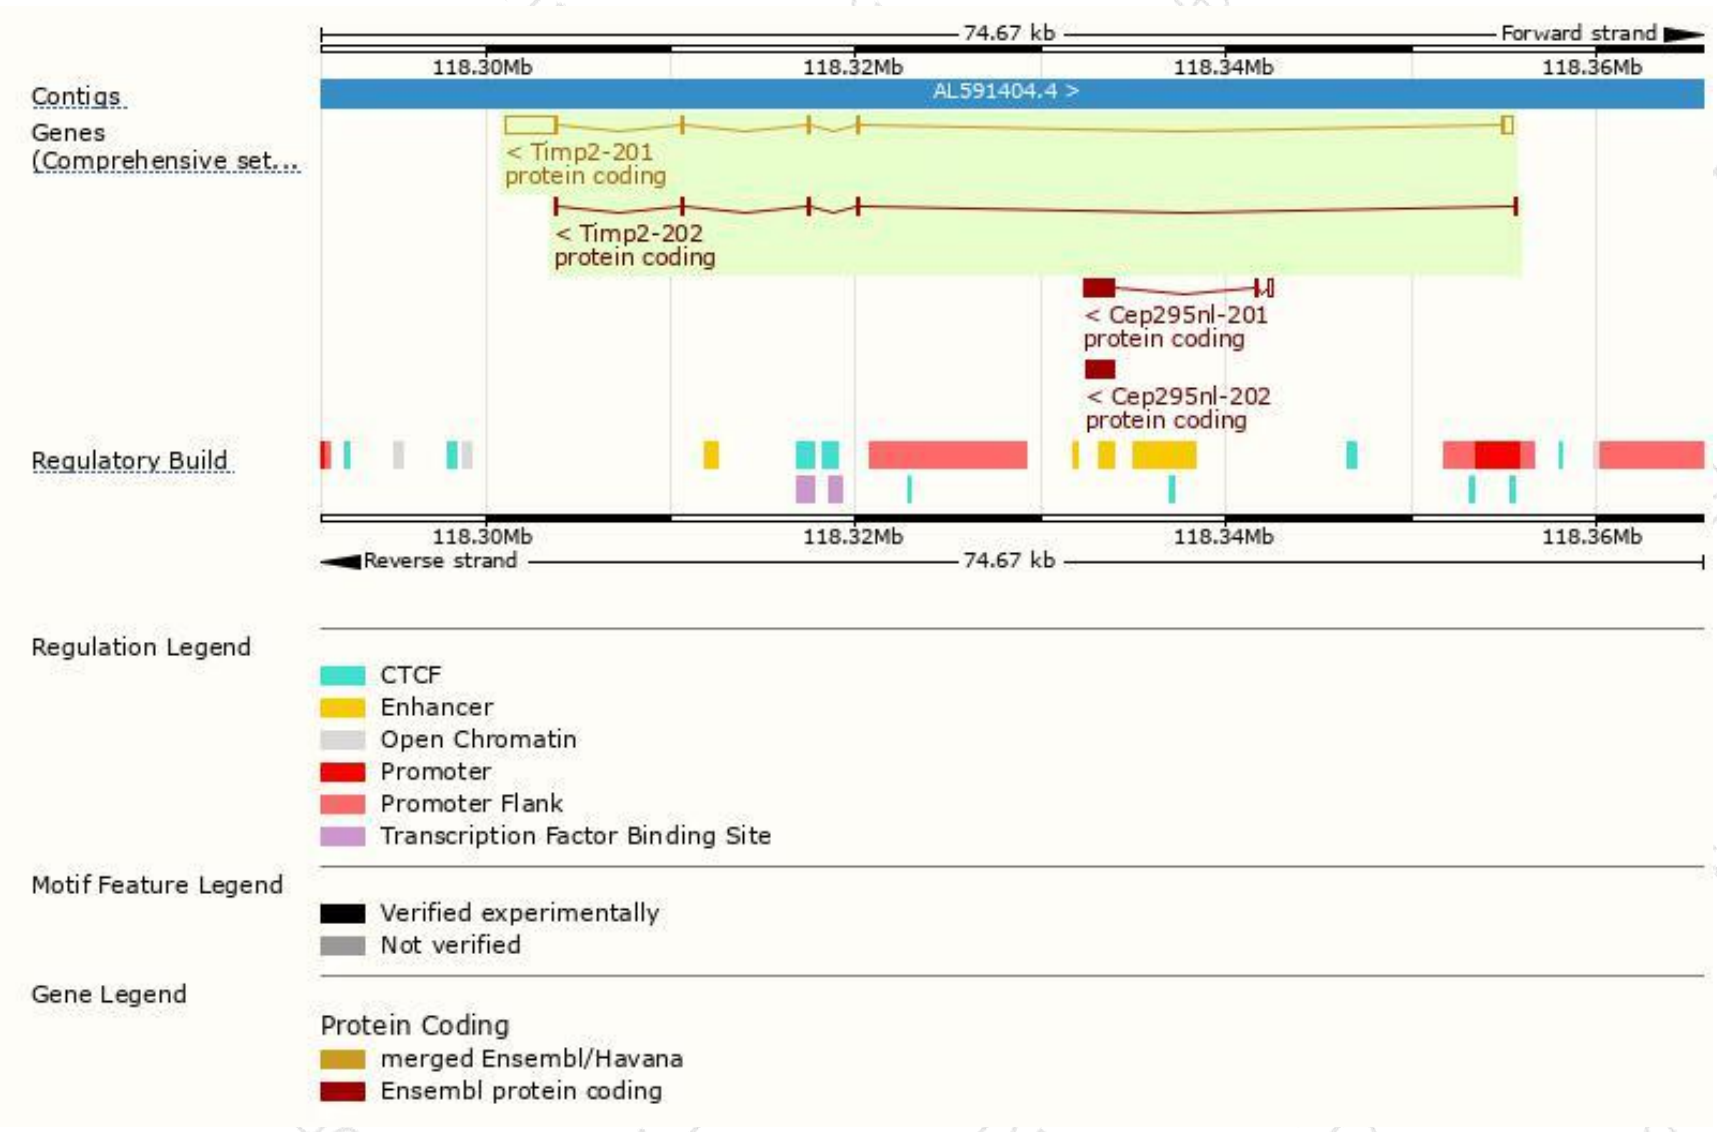 74.67 kb
Forward strand
118.30Mb 118.32Mb 118.34Mb 118.36Mb
Contigs
AL591404.4 >
Genes
(Comprehensive set...
< Timp2-201
protein coding
< Timp2-202
protein coding
< Cep295nl-201
protein coding
< Cep295nl-202
protein coding
Regulatory Build
118.30Mb 118.32Mb 118.34Mb 118.36Mb
Reverse strand
74.67 kb
Regulation Legend
CTCF
Enhancer
Open Chromatin
Promoter
Promoter Flank
Transcription Factor Binding Site
Motif Feature Legend
Verified experimentally
Not verified
Gene Legend
Protein Coding
merged Ensembl/Havana
Ensembl protein coding